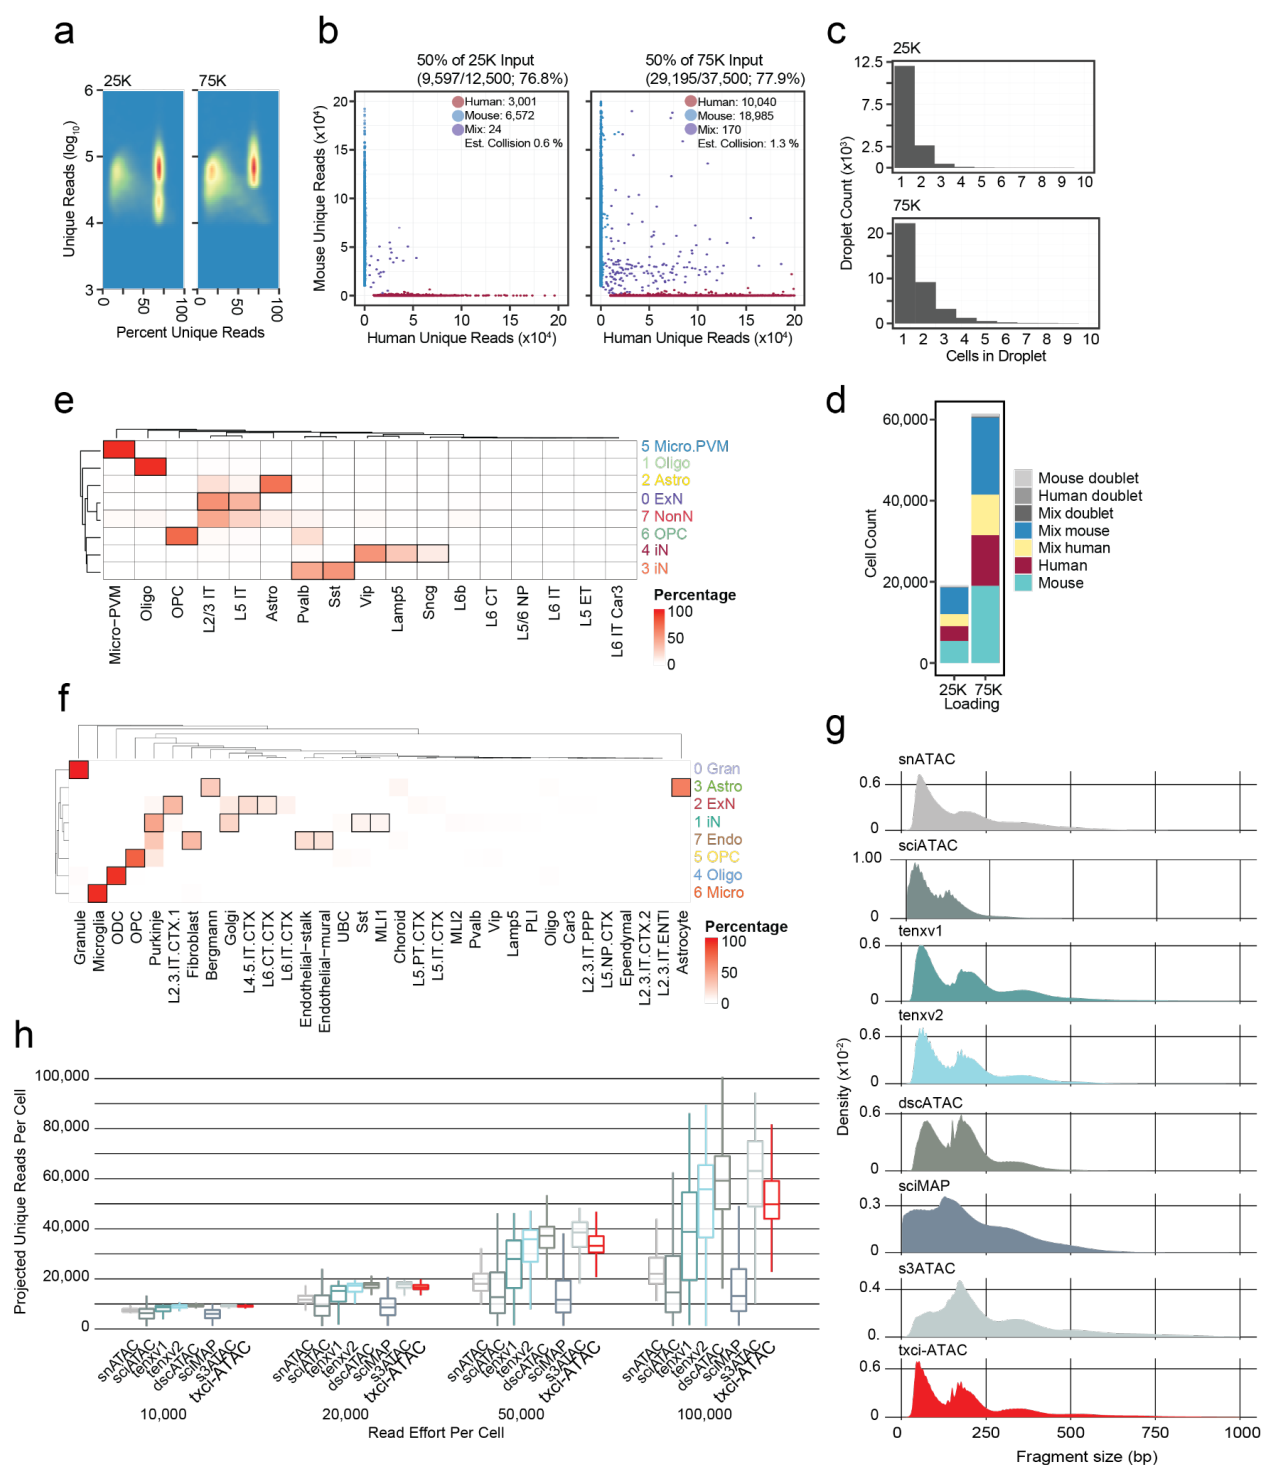 a
25K
75K
6
5
4
3
Unique Reads (log10)
0
50
100
0
50
100
Percent Unique Reads
b
50% of 25K Input
(9,597/12,500; 76.8%)
Human: 3,001
Mouse: 6,572
Mix: 24
Est. Collision 0.6 %
50% of 75K Input
(29,195/37,500; 77.9%)
Human: 10,040
Mouse: 18,985
Mix: 170
Est. Collision: 1.3 %
20
15
10
5
0
Mouse Unique Reads (x10⁴)
0 5 10 15 20
0 5 10 15 20
Human Unique Reads (x10⁴)
Human Unique Reads (x10⁴)
c
25K
12.5
7.5
2.5
0
1 2 3 4 5 6 7 8 9 10
75K
20
10
0
1 2 3 4 5 6 7 8 9 10
Droplet Count (x10³)
Cells in Droplet
e
5 Micro.PVM
1 Oligo
2 Astro
0 ExN
7 NonN
6 OPC
4 iN
3 iN
Micro−PVM
Oligo
OPC
L2/3 IT
L5 IT
Astro
Pvalb
Sst
Vip
Lamp5
Sncg
L6b
L6 CT
L5/6 NP
L6 IT
L5 ET
L6 IT Car3
Percentage
100
50
0
d
60,000
40,000
20,000
0
Cell Count
25K 75K
Loading
Mouse doublet
Human doublet
Mix doublet
Mix mouse
Mix human
Human
Mouse
f
0 Gran
3 Astro
2 ExN
1 iN
7 Endo
5 OPC
4 Oligo
6 Micro
Granule
Microglia
ODC
OPC
Purkinje
L2.3.IT.CTX.1
Fibroblast
Bergmann
Golgi
L4.5.IT.CTX
L6.CT.CTX
L6.IT.CTX
Endothelial−stalk
Endothelial−mural
UBC
Sst
MLI1
Choroid
L5.PT.CTX
L5.IT.CTX
MLI2
Pvalb
Vip
Lamp5
PLI
Oligo
Car3
L2.3.IT.PPP
L5.NP.CTX
Ependymal
L2.3.IT.CTX.2
L2.3.IT.ENTl
Astrocyte
Percentage
100
50
0
g
snATAC
0.6
0
sciATAC
1.00
0
tenxv1
0.6
0
tenxv2
0.6
0
dscATAC
0.6
0
sciMAP
0.3
0
s3ATAC
0.4
0.
txci-ATAC
0.6
0
Density (x10⁻²)
0 250 500 750 1000
Fragment size (bp)
h
100,000
80,000
60,000
40,000
20,000
0
Projected Unique Reads Per Cell
snATAC
sciATAC
tenxv1
tenxv2
dscATAC
sciMAP
s3ATAC
txci-ATAC
snATAC
sciATAC
tenxv1
tenxv2
dscATAC
sciMAP
s3ATAC
txci-ATAC
snATAC
sciATAC
tenxv1
tenxv2
dscATAC
sciMAP
s3ATAC
txci-ATAC
snATAC
sciATAC
tenxv1
tenxv2
dscATAC
sciMAP
s3ATAC
txci-ATAC
10,000 20,000 50,000 100,000
Read Effort Per Cell